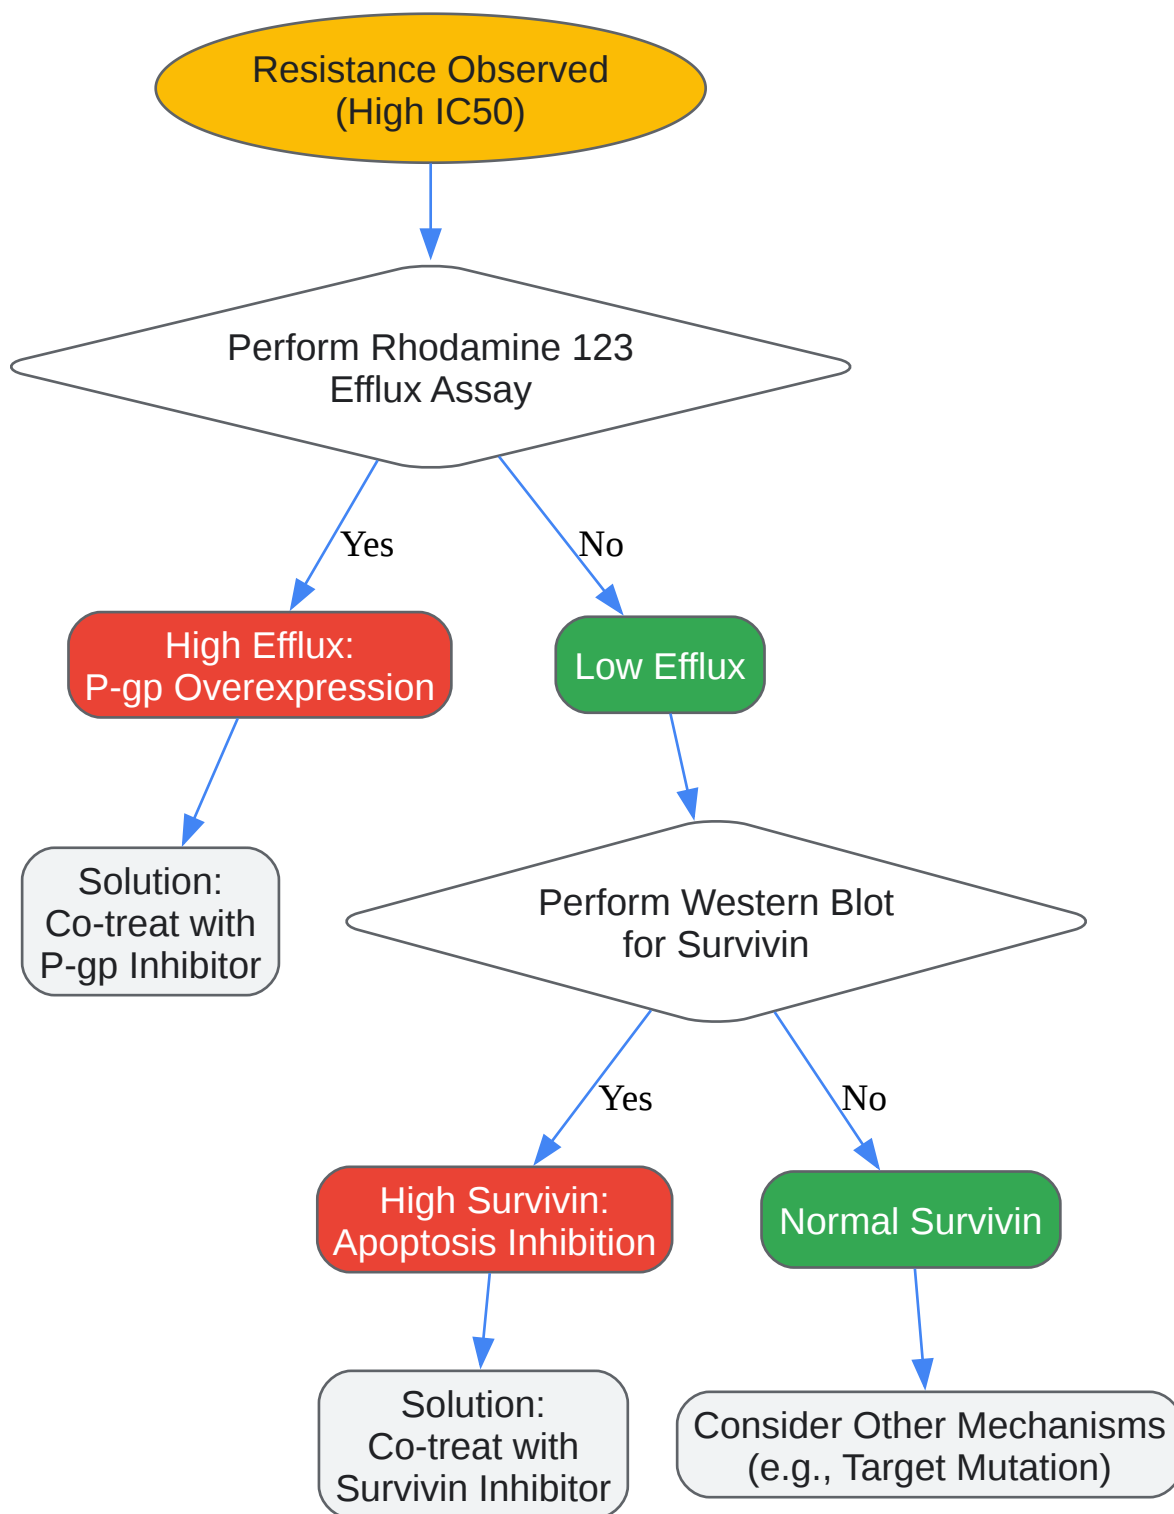 Resistance Observed
(High IC50)
Perform Rhodamine 123
Efflux Assay
Yes
No
High Efflux:
P-gp Overexpression
Low Efflux
Solution:
Co-treat with
P-gp Inhibitor
Perform Western Blot
for Survivin
Yes
No
High Survivin:
Apoptosis Inhibition
Normal Survivin
Solution:
Co-treat with
Survivin Inhibitor
Consider Other Mechanisms
(e.g., Target Mutation)